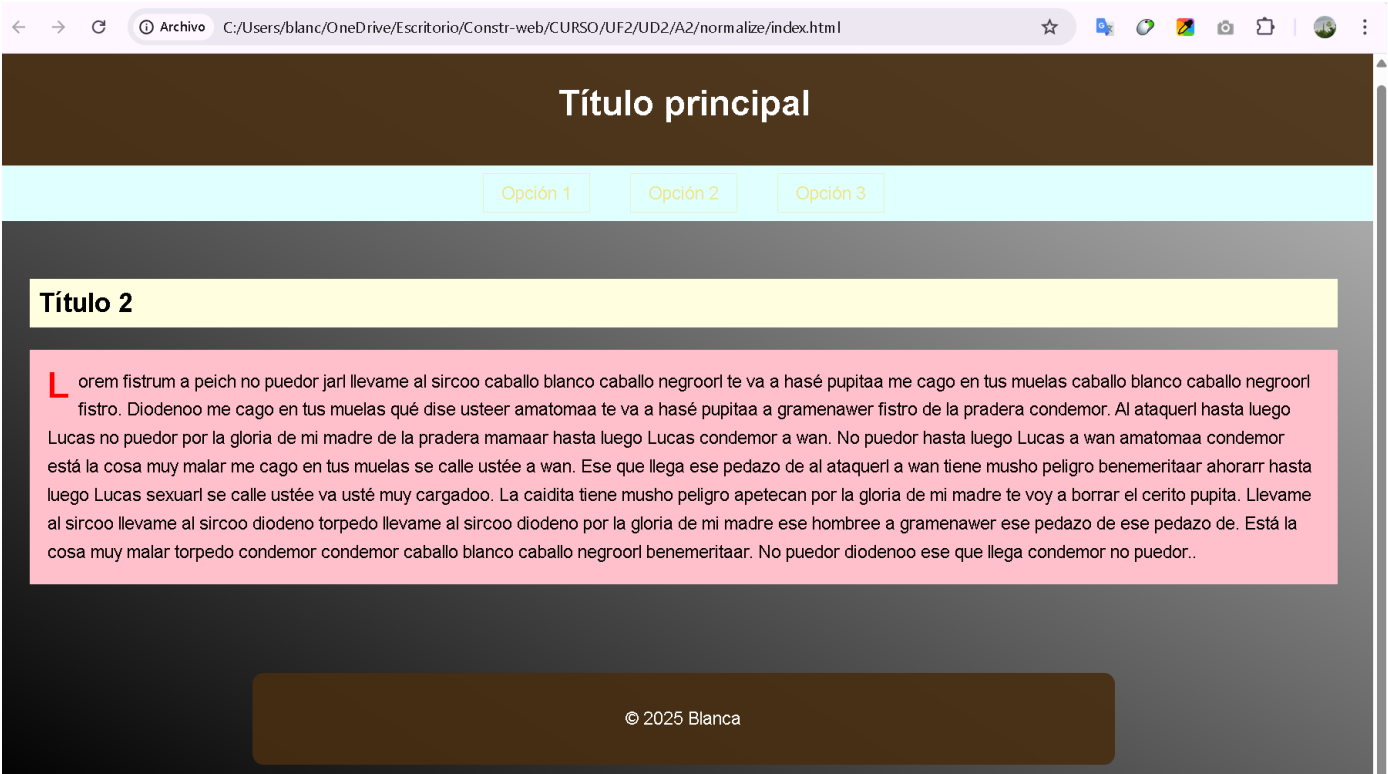 Archivo C:/Users/blanc/OneDrive/Escritorio/Constr-web/CURSO/UF2/UD2/A2/normalize/index.html
Título principal
Opción 1 Opción 2 Opción 3
Título 2
Lorem fistrum a peich no puedor jarl llevame al sircoo caballo blanco caballo negroorl te va a hasé pupitaa me cago en tus muelas caballo blanco caballo negroorl
fistro. Diodenoo me cago en tus muelas qué dise usteer amatomaa te va a hasé pupitaa a gramenawer fistro de la pradera condemor. Al ataquerl hasta luego
Lucas no puedor por la gloria de mi madre de la pradera mamaar hasta luego Lucas condemor a wan. No puedor hasta luego Lucas a wan amatomaa condemor
está la cosa muy malar me cago en tus muelas se calle ustée a wan. Ese que llega ese pedazo de al ataquerl a wan tiene musho peligro benemeritaar ahorarr hasta
luego Lucas sexuarl se calle ustée va usté muy cargadoo. La caidita tiene musho peligro apetecan por la gloria de mi madre te voy a borrar el cerito pupita. Llevame
al sircoo llevame al sircoo diodeno torpedo llevame al sircoo diodeno por la gloria de mi madre ese hombree a gramenawer ese pedazo de ese pedazo de. Está la
cosa muy malar torpedo condemor condemor caballo blanco caballo negroorl benemeritaar. No puedor diodenoo ese que llega condemor no puedor..
© 2025 Blanca